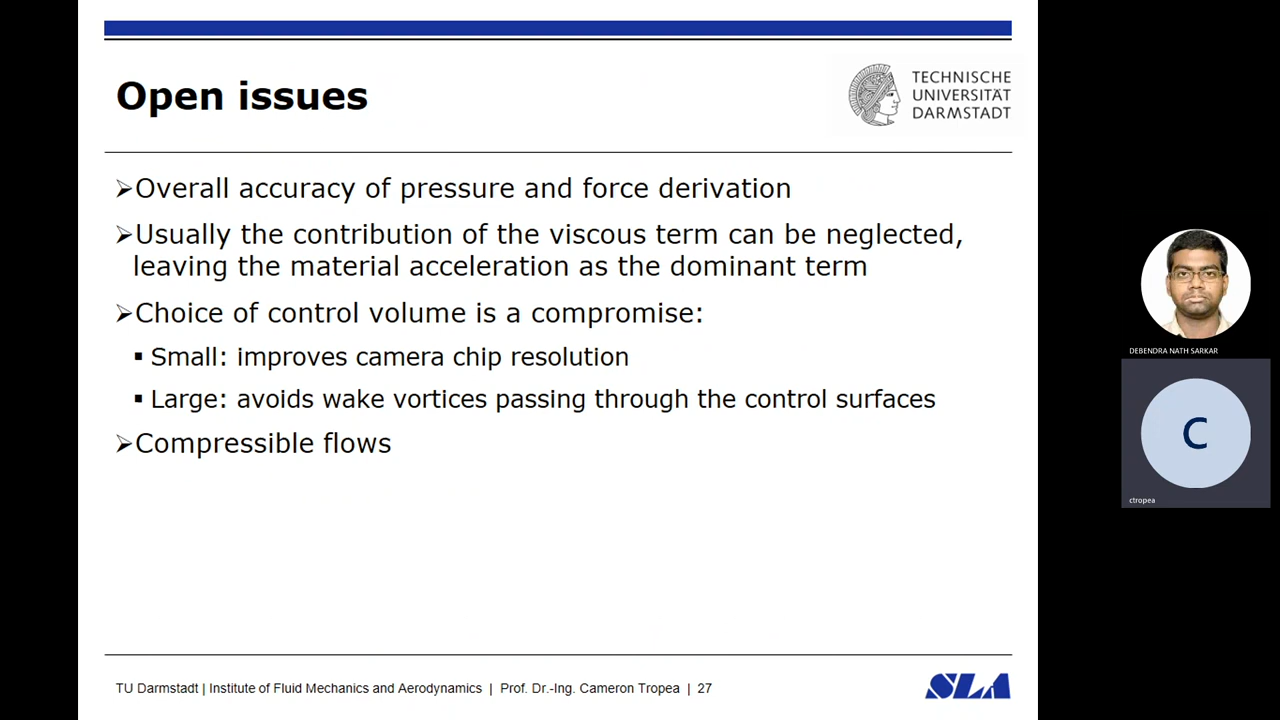 Open issues
TECHNISCHE
UNIVERSITÄT
DARMSTADT
➢Overall accuracy of pressure and force derivation
➢Usually the contribution of the viscous term can be neglected,
leaving the material acceleration as the dominant term
➢Choice of control volume is a compromise:
▪ Small: improves camera chip resolution
▪ Large: avoids wake vortices passing through the control surfaces
➢Compressible flows
DEBENDRA NATH SARKAR
C
ctropea
TU Darmstadt | Institute of Fluid Mechanics and Aerodynamics | Prof. Dr.-Ing. Cameron Tropea | 27
SLA